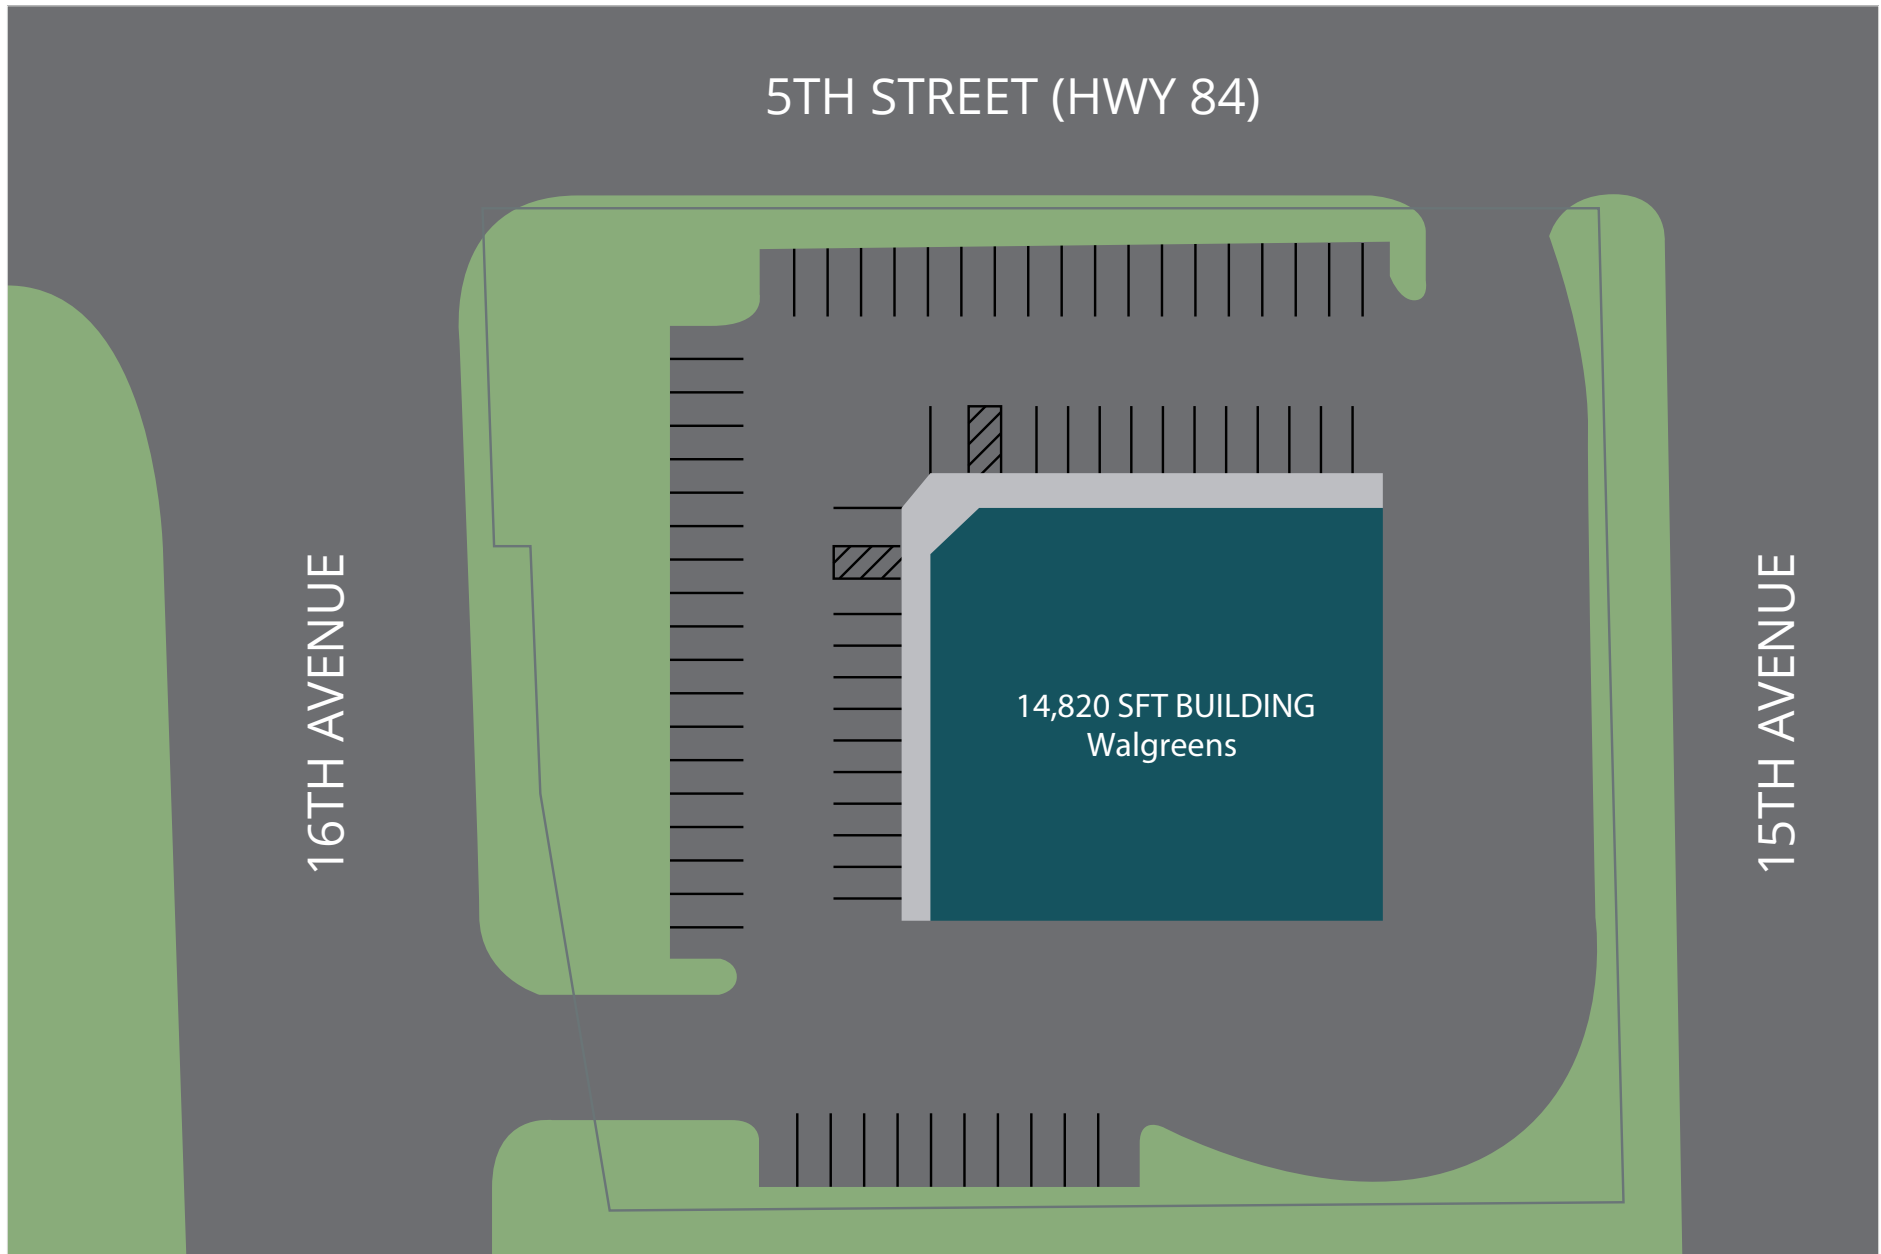 5TH STREET (HWY 84)
16TH AVENUE
14,820 SFT BUILDING
Walgreens
15TH AVENUE